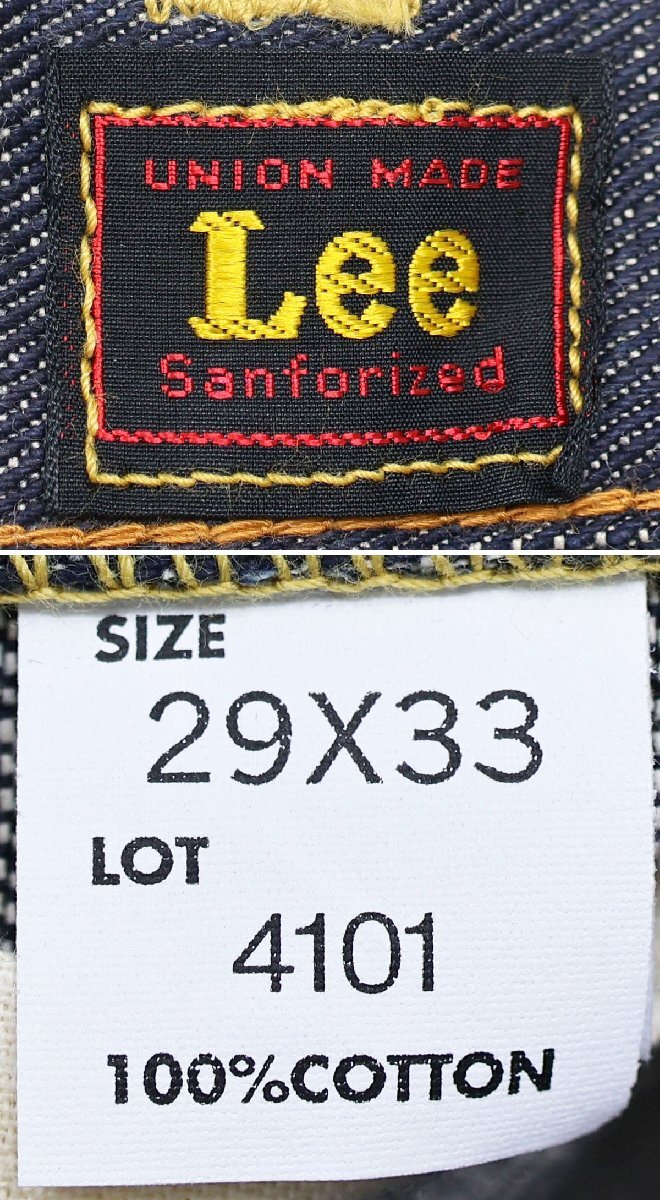 UNION MADE
Lee
Sanforized
SIZE
29X33
LOT
4101
100%COTTON